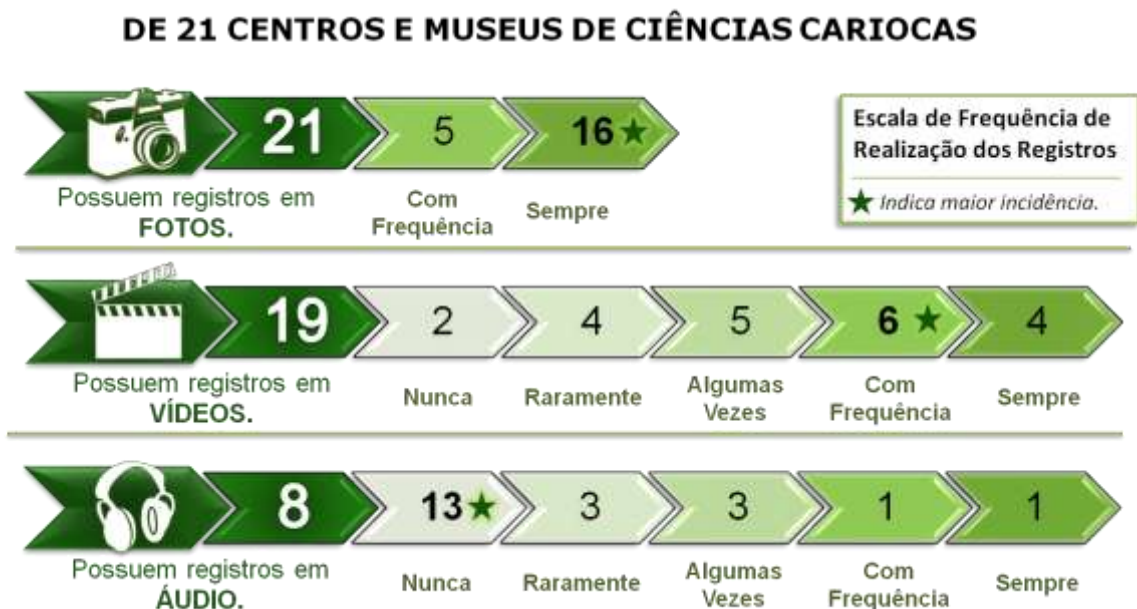 DE 21 CENTROS E MUSEUS DE CIÊNCIAS CARIOCAS
21 5 16
Possuem registros em
FOTOS.
Com
Frequência
Sempre
Escala de Frequência de
Realização dos Registros
Indica maior incidência.
19 2 4 5 6 4
Possuem registros em
VÍDEOS.
Nunca
Raramente
Algumas
Vezes
Com
Frequência
Sempre
8 13 3 3 1 1
Possuem registros em
ÁUDIO.
Nunca
Raramente
Algumas
Vezes
Com
Frequência
Sempre